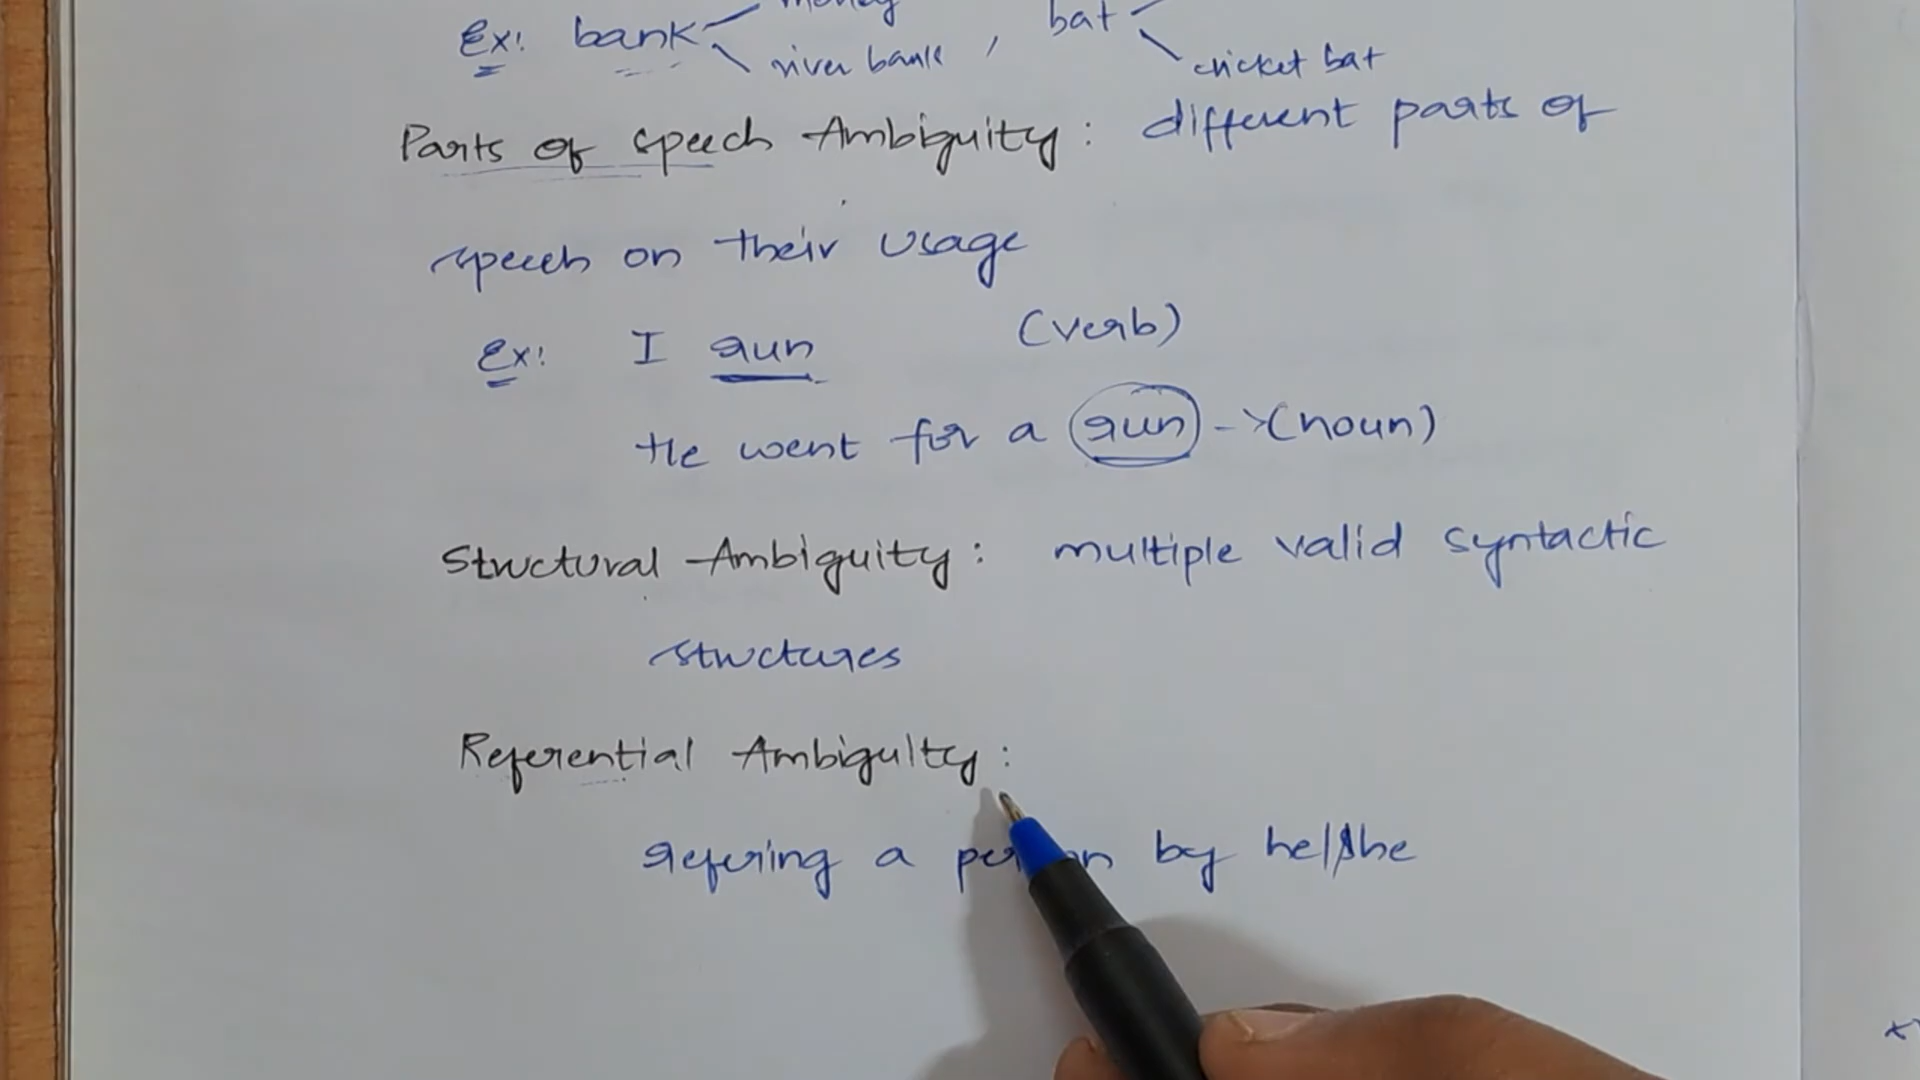 Ex: bank money , bat
river bank cricket bat
Parts of speech Ambiguity : different parts of
speech on their usage
Ex: I run (verb)
He went for a run -> (noun)
Structural Ambiguity : multiple valid syntactic
structures
Referential Ambiguity :
refering a person by he/she